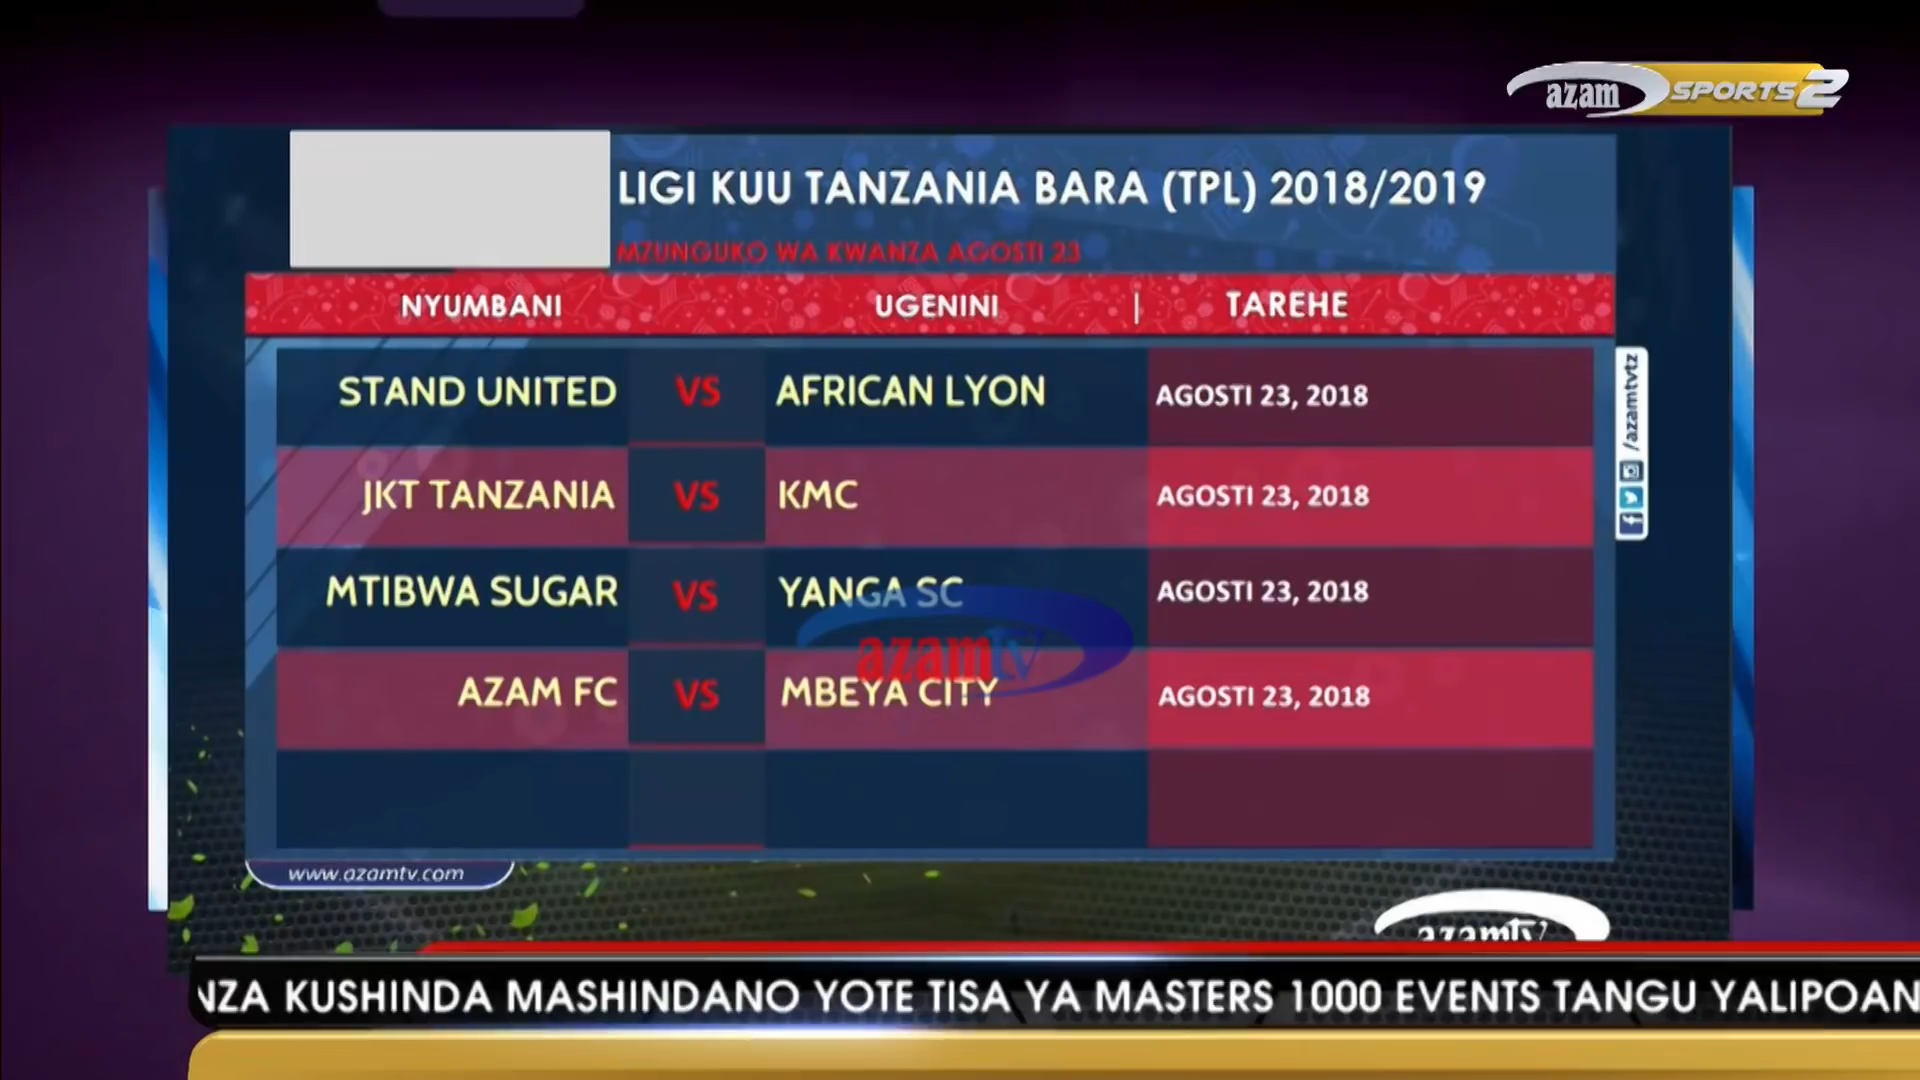 azam SPORTS 2
LIGI KUU TANZANIA BARA (TPL) 2018/2019
MZUNGUKO WA KWANZA AGOSTI 23
NYUMBANI UGENINI | TAREHE
STAND UNITED VS AFRICAN LYON AGOSTI 23, 2018
JKT TANZANIA VS KMC AGOSTI 23, 2018
MTIBWA SUGAR VS YANGA SC AGOSTI 23, 2018
azamtv
AZAM FC VS MBEYA CITY AGOSTI 23, 2018
/azamtvtz
www.azamtv.com
azamtv
NZA KUSHINDA MASHINDANO YOTE TISA YA MASTERS 1000 EVENTS TANGU YALIPOAN